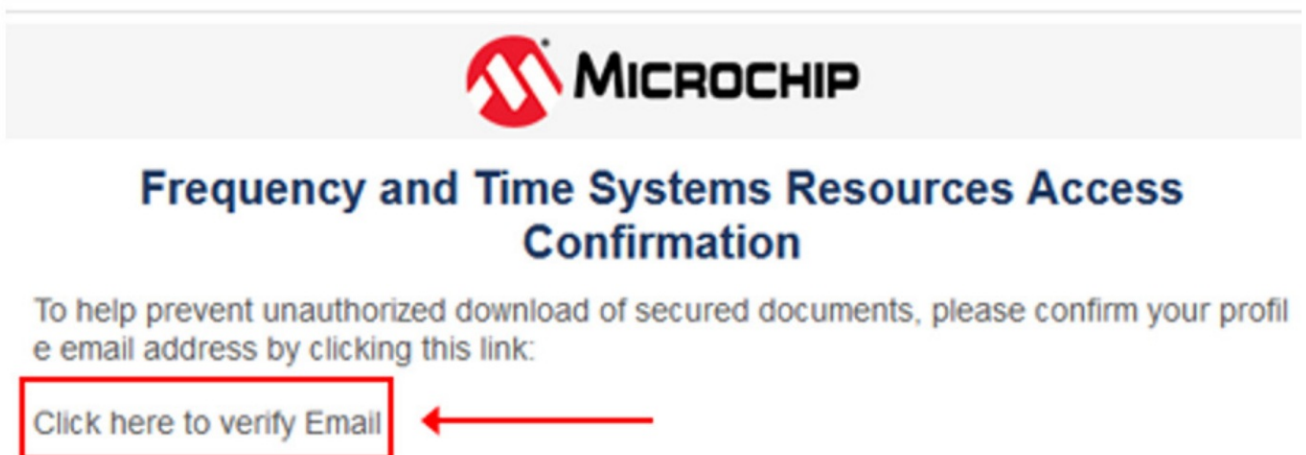 MICROCHIP
Frequency and Time Systems Resources Access
Confirmation
To help prevent unauthorized download of secured documents, please confirm your profil
e email address by clicking this link:
Click here to verify Email